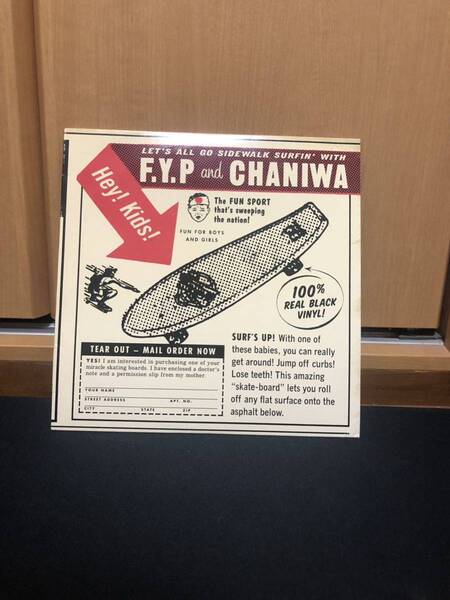 LET'S ALL GO SIDEWALK SURFIN' WITH
F.Y.P and CHANIWA
Hey! Kids!
The FUN SPORT
that's sweeping
the nation!
FUN FOR BOYS
AND GIRLS
100%
REAL BLACK
VINYL!
TEAR OUT – MAIL ORDER NOW
YES! I am interested in purchasing one of your
miracle skating boards. I have enclosed a doctor's
note and a permission slip from my mother.
YOUR NAME
STREET ADDRESS APT. NO.
CITY STATE ZIP
SURF'S UP! With one of
these babies, you can really
get around! Jump off curbs!
Lose teeth! This amazing
"skate-board" lets you roll
off any flat surface onto the
asphalt below.